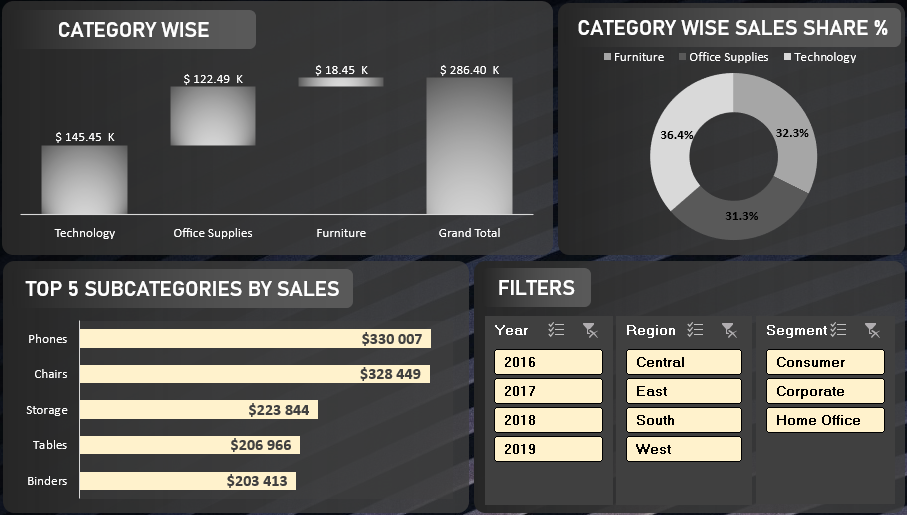 CATEGORY WISE
$ 145.45 K
$ 122.49 K
$ 18.45 K
$ 286.40 K
Technology
Office Supplies
Furniture
Grand Total
CATEGORY WISE SALES SHARE %
Furniture
Office Supplies
Technology
36.4%
32.3%
31.3%
TOP 5 SUBCATEGORIES BY SALES
Phones $330 007
Chairs $328 449
Storage $223 844
Tables $206 966
Binders $203 413
FILTERS
Year
2016
2017
2018
2019
Region
Central
East
South
West
Segment
Consumer
Corporate
Home Office